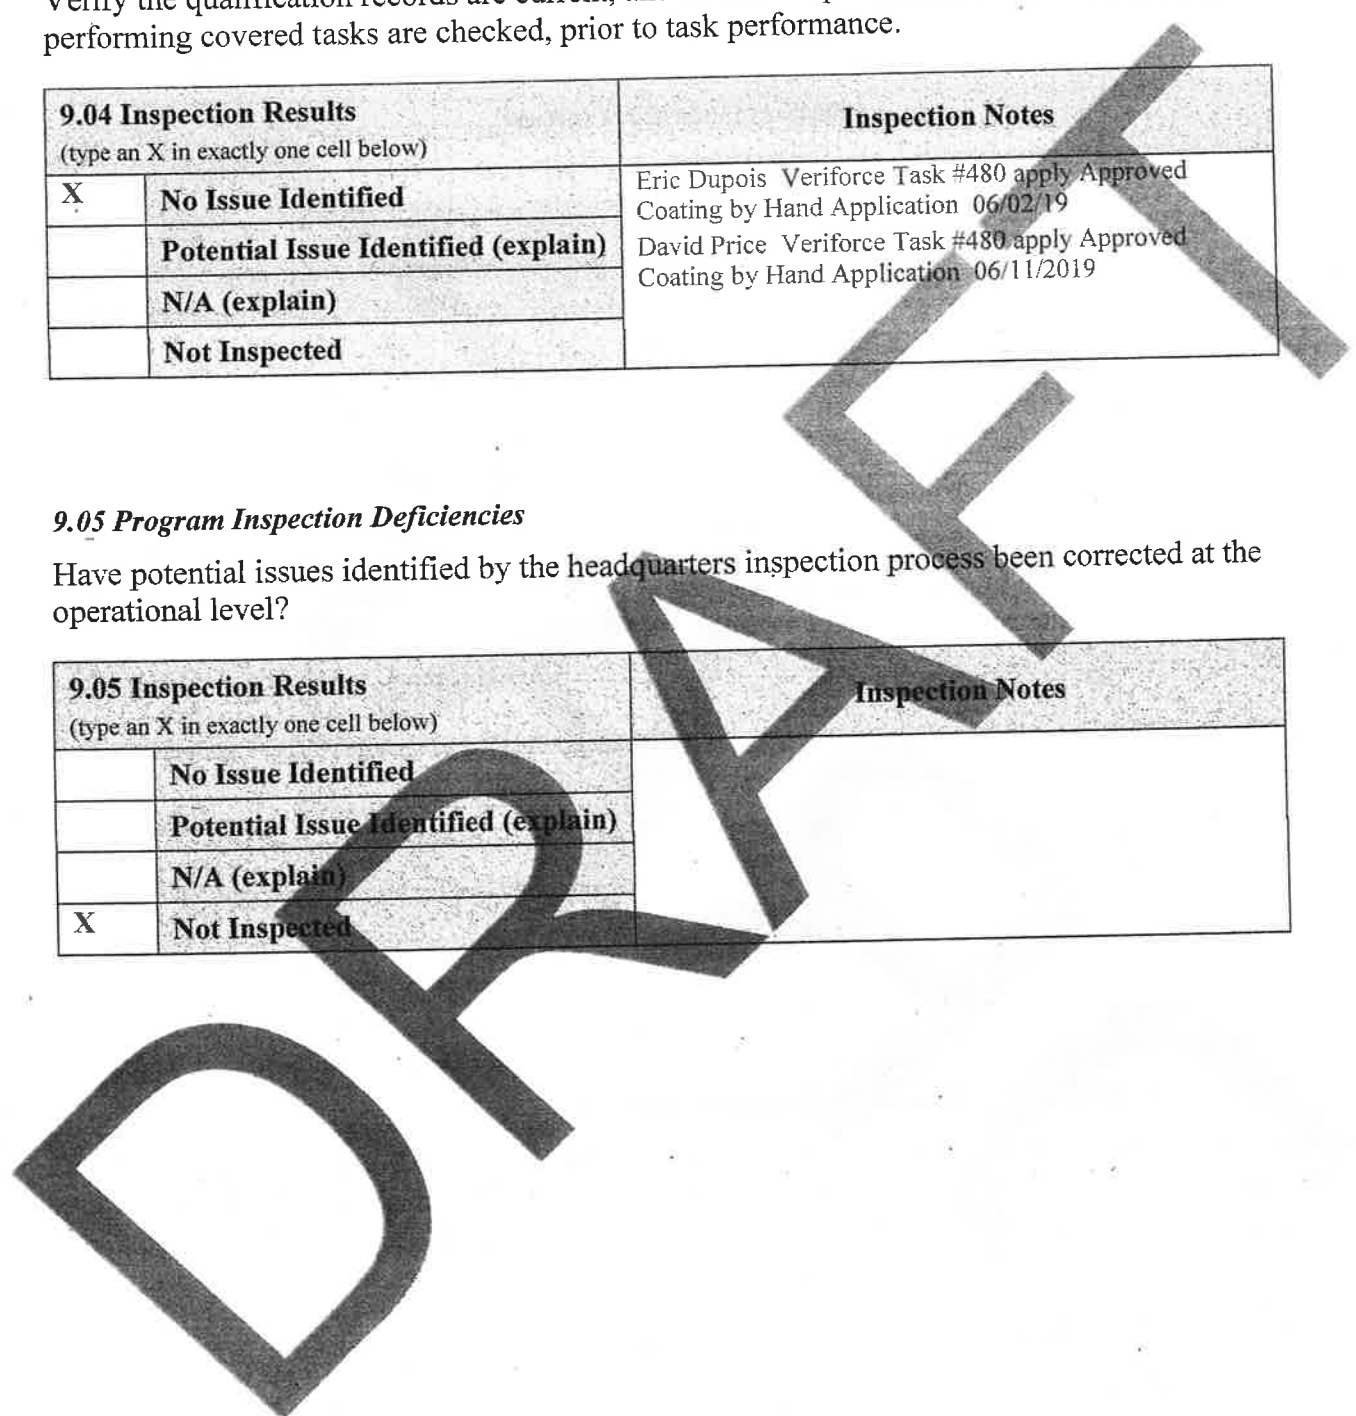 performing covered tasks are checked, prior to task performance.
9.04 Inspection Results
(type an X in exactly one cell below)
Inspection Notes
X No Issue Identified
Potential Issue Identified (explain)
N/A (explain)
Not Inspected
Eric Dupois Veriforce Task #480 apply Approved
Coating by Hand Application 06/02/19
David Price Veriforce Task #480 apply Approved
Coating by Hand Application 06/11/2019
9.05 Program Inspection Deficiencies
Have potential issues identified by the headquarters inspection process been corrected at the
operational level?
9.05 Inspection Results
(type an X in exactly one cell below)
Inspection Notes
No Issue Identified
Potential Issue Identified (explain)
N/A (explain)
X Not Inspected
DRAFT